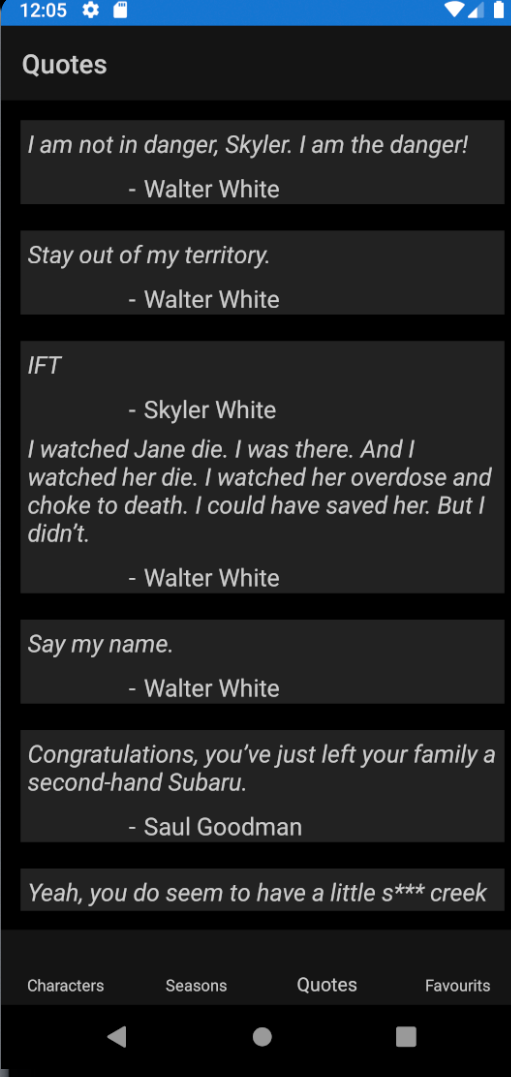 12:05
Quotes
I am not in danger, Skyler. I am the danger!
- Walter White
Stay out of my territory.
- Walter White
IFT
- Skyler White
I watched Jane die. I was there. And I
watched her die. I watched her overdose and
choke to death. I could have saved her. But I
didn’t.
- Walter White
Say my name.
- Walter White
Congratulations, you’ve just left your family a
second-hand Subaru.
- Saul Goodman
Yeah, you do seem to have a little s*** creek
Characters Seasons Quotes Favourits